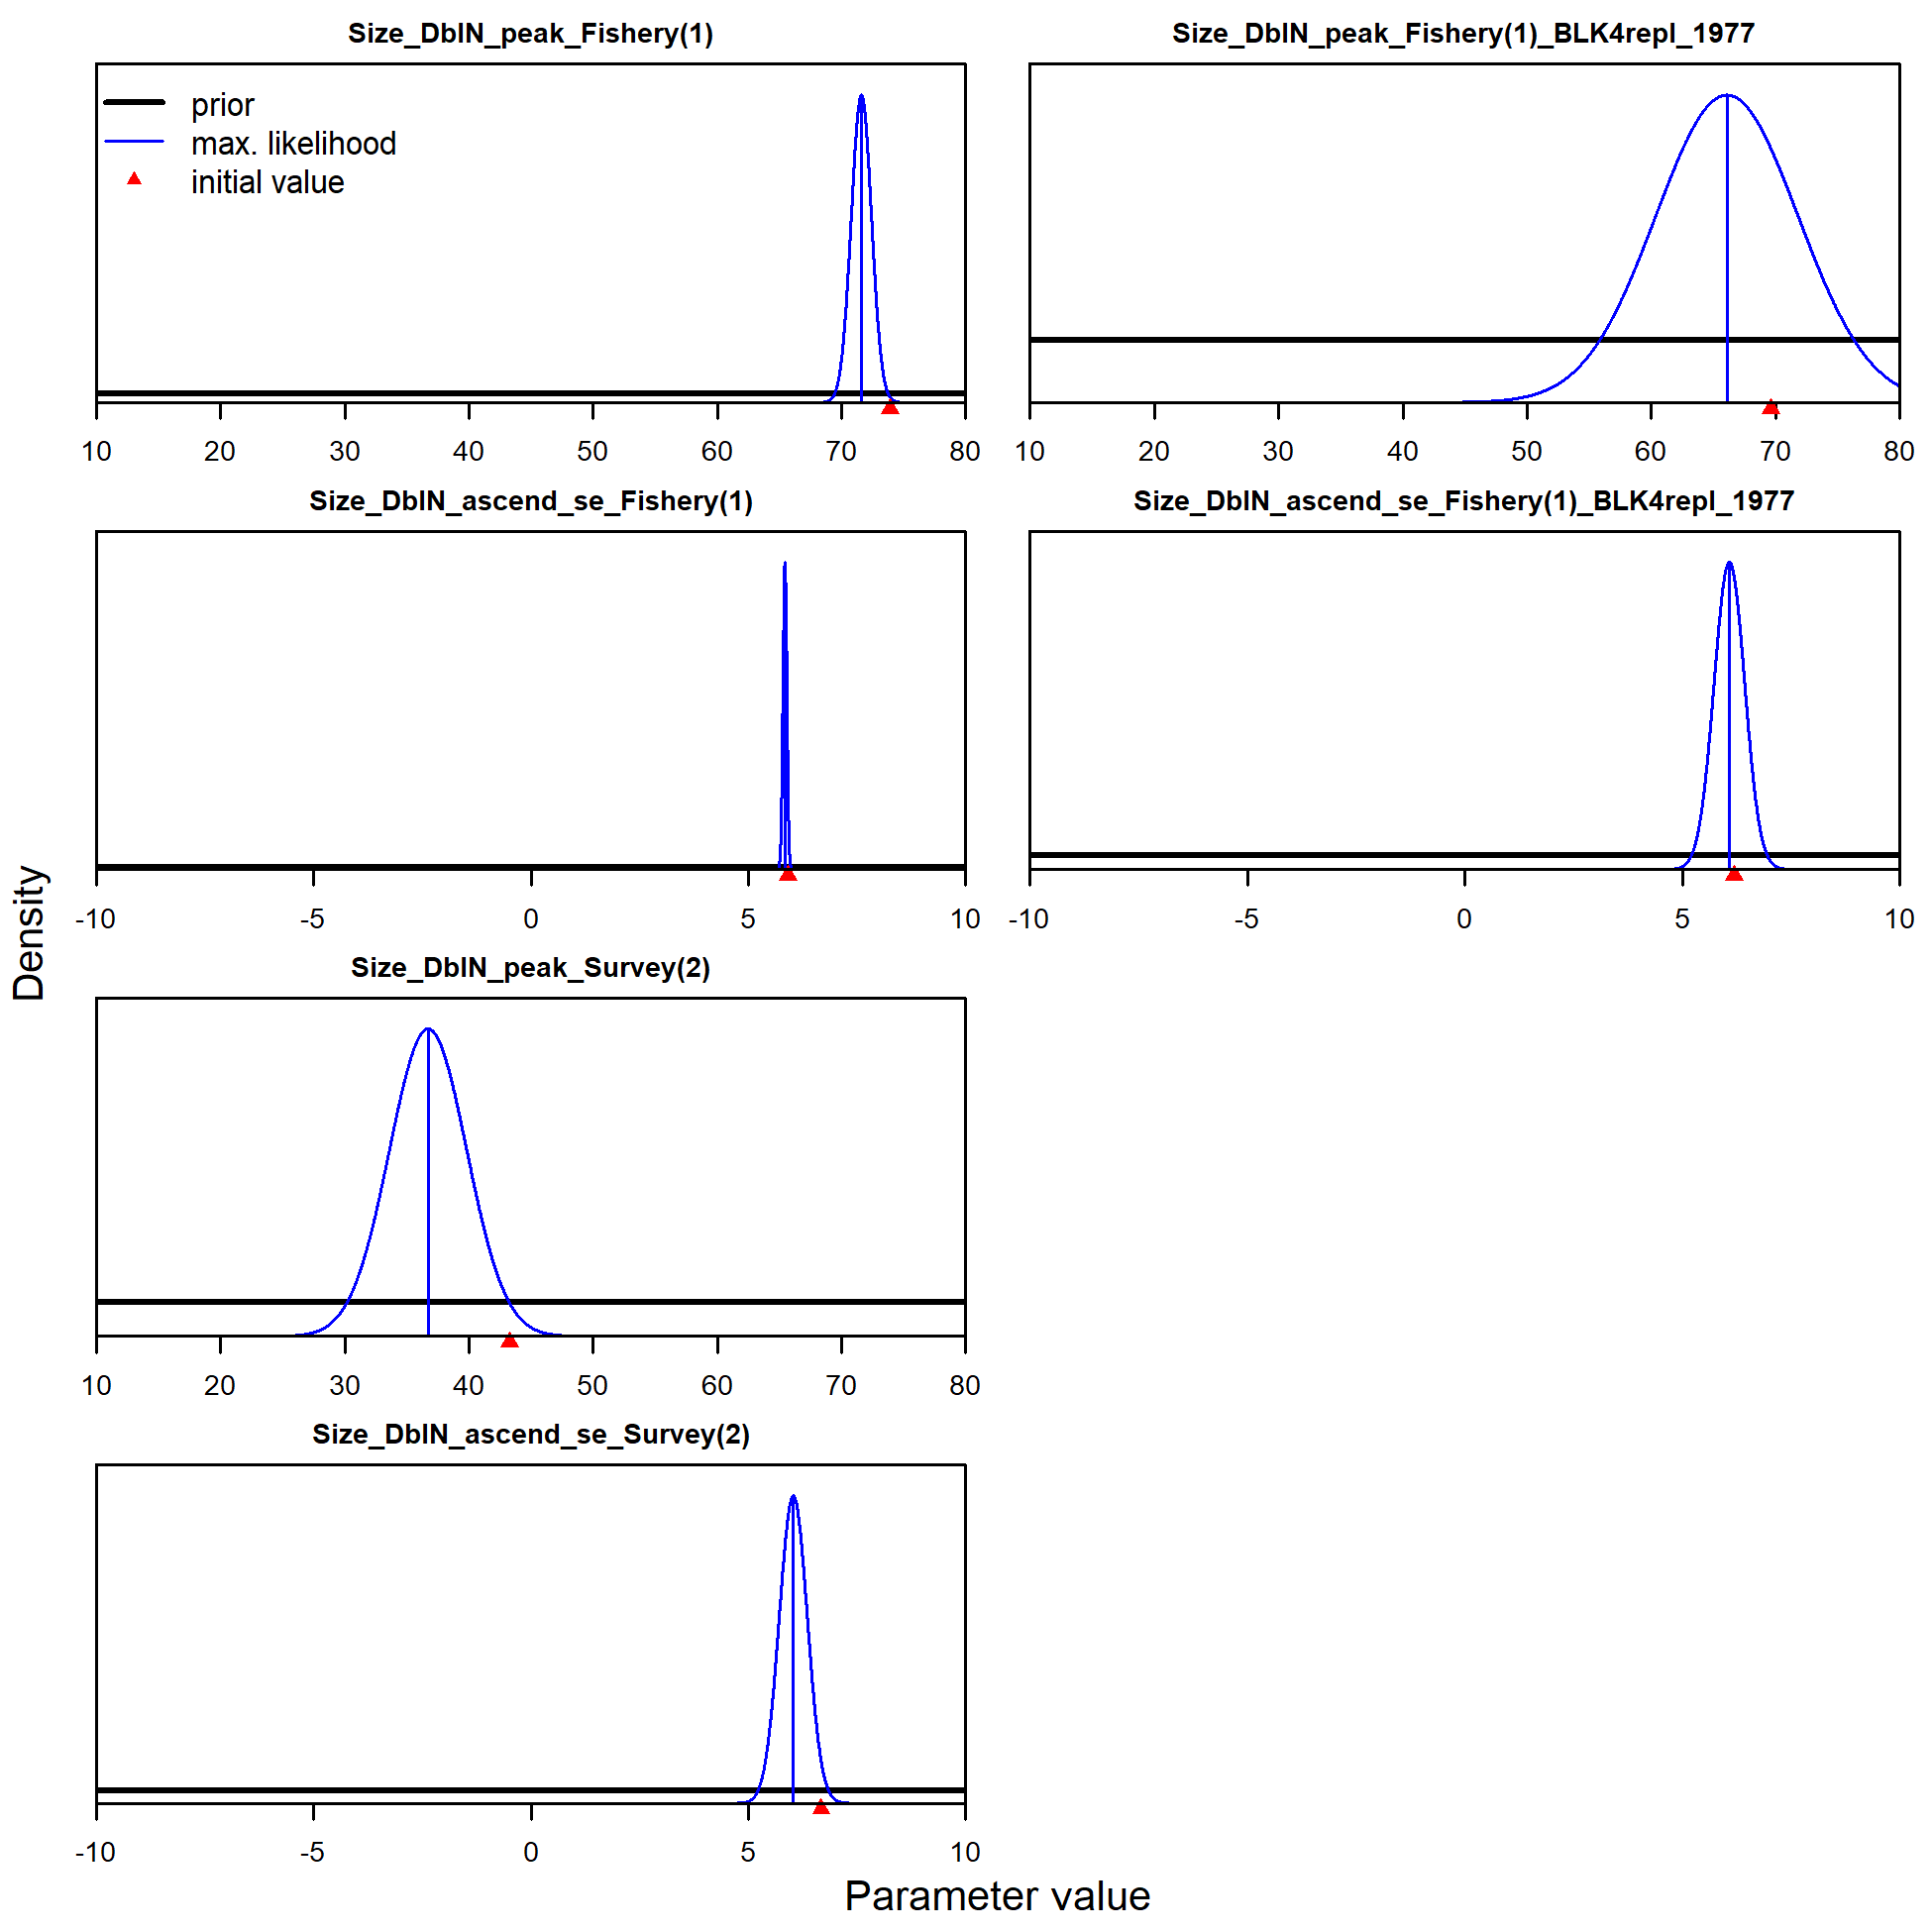 Size_DblN_peak_Fishery(1)
Size_DblN_peak_Fishery(1)_BLK4repl_1977
prior
max. likelihood
initial value
10 20 30 40 50 60 70 80
10 20 30 40 50 60 70 80
Size_DblN_ascend_se_Fishery(1)
Size_DblN_ascend_se_Fishery(1)_BLK4repl_1977
-10 -5 0 5 10
-10 -5 0 5 10
Density
Size_DblN_peak_Survey(2)
10 20 30 40 50 60 70 80
Size_DblN_ascend_se_Survey(2)
-10 -5 0 5 10
Parameter value